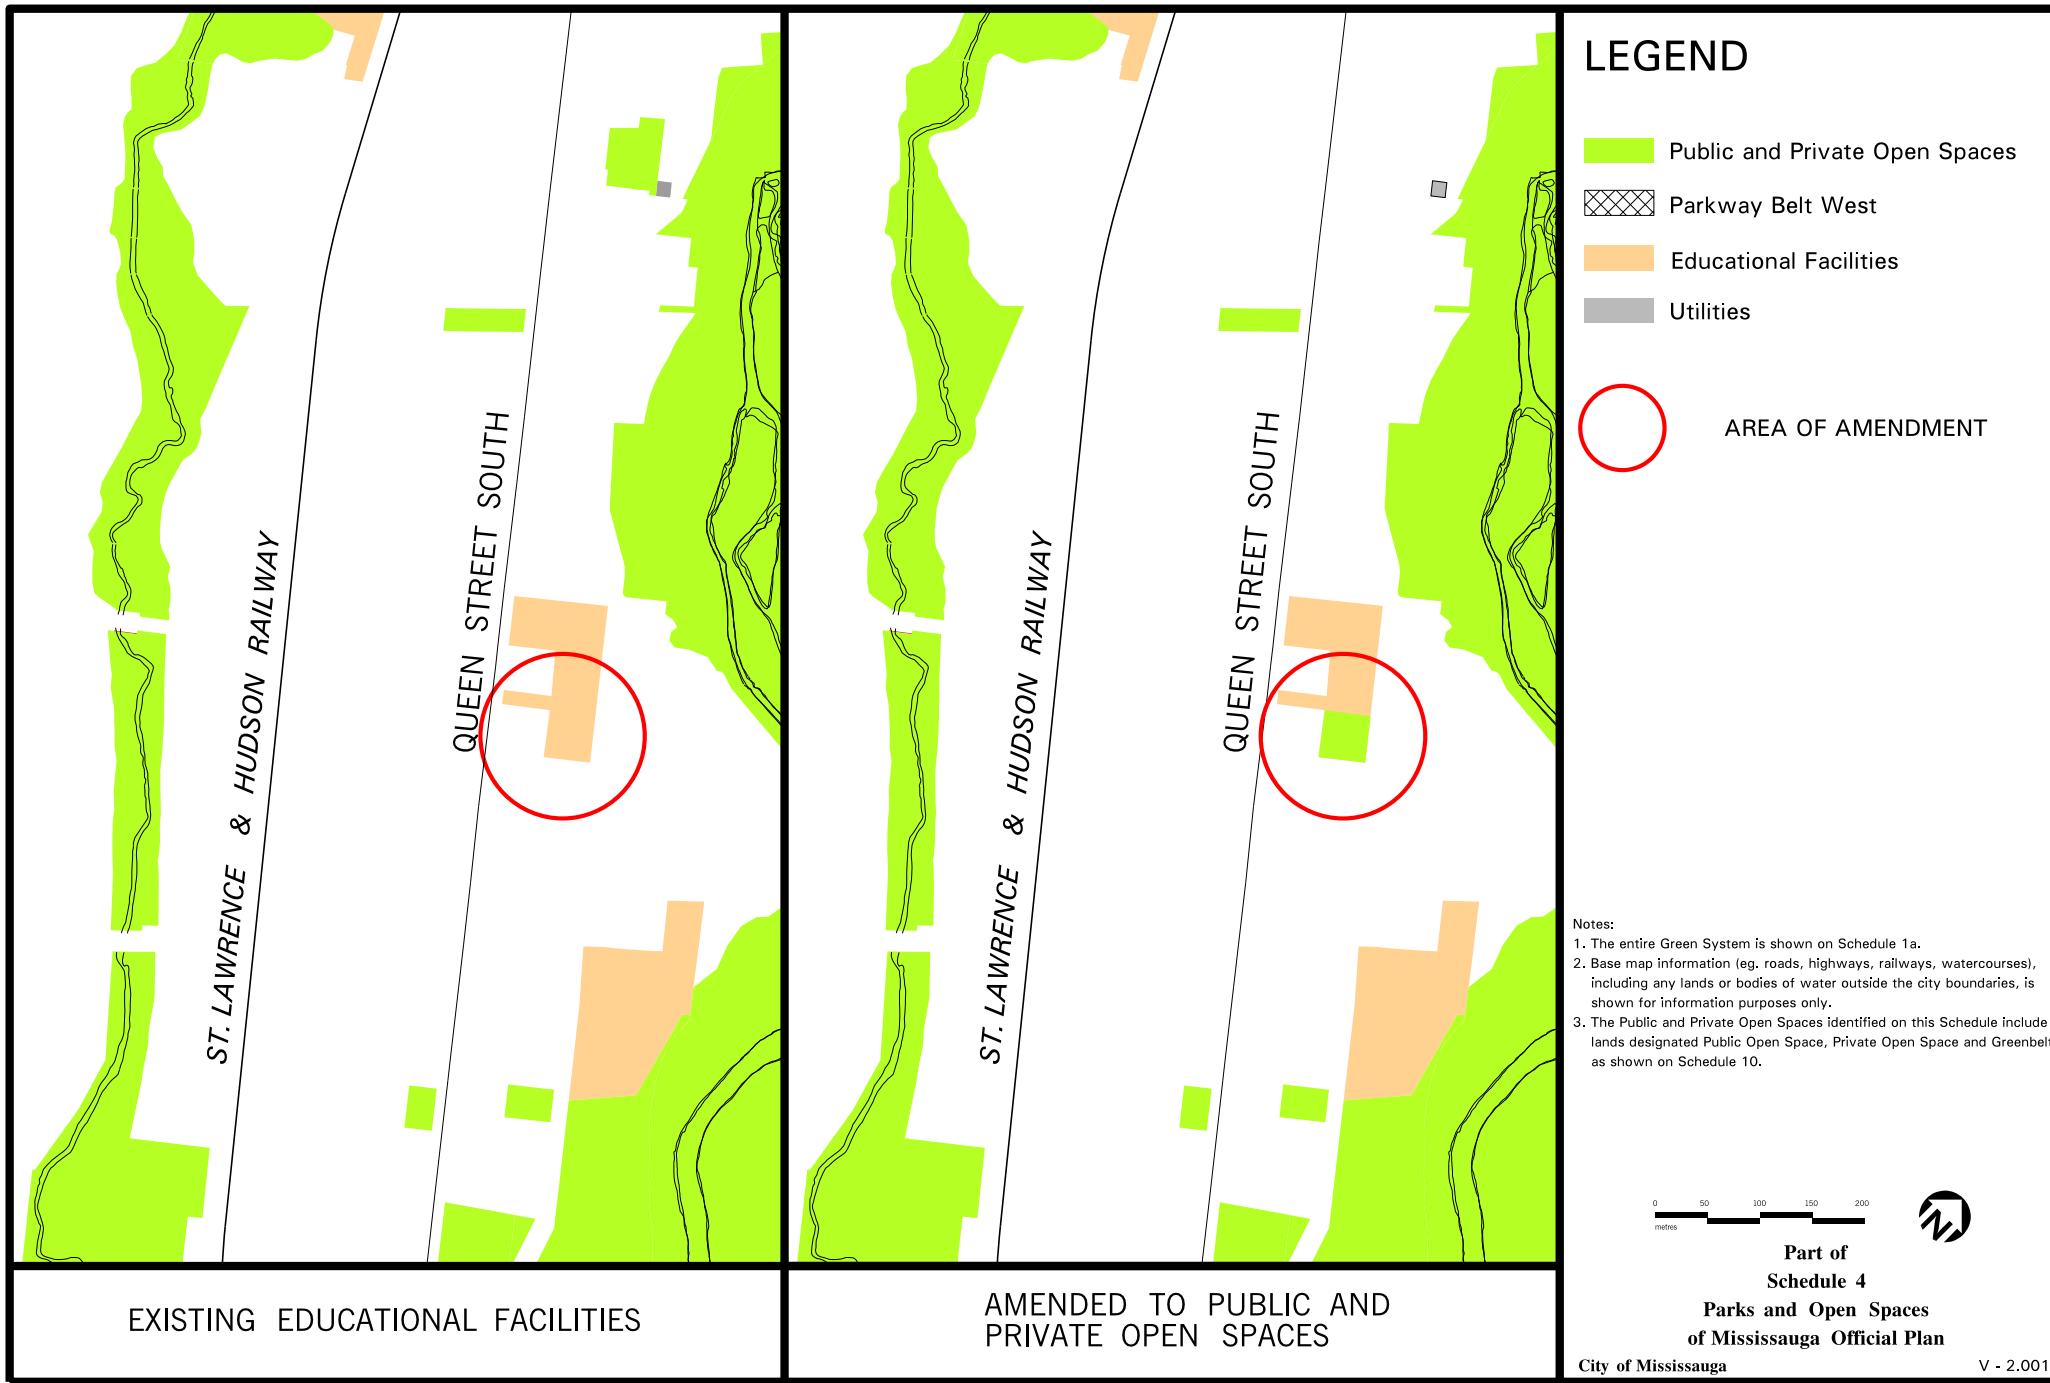 ST. LAWRENCE & HUDSON RAILWAY
QUEEN STREET SOUTH
EXISTING EDUCATIONAL FACILITIES
ST. LAWRENCE & HUDSON RAILWAY
QUEEN STREET SOUTH
AMENDED TO PUBLIC AND
PRIVATE OPEN SPACES
LEGEND
Public and Private Open Spaces
Parkway Belt West
Educational Facilities
Utilities
AREA OF AMENDMENT
Notes:
1. The entire Green System is shown on Schedule 1a.
2. Base map information (eg. roads, highways, railways, watercourses),
including any lands or bodies of water outside the city boundaries, is
shown for information purposes only.
3. The Public and Private Open Spaces identified on this Schedule include
lands designated Public Open Space, Private Open Space and Greenbelt
as shown on Schedule 10.
0 50 100 150 200
metres
N
Part of
Schedule 4
Parks and Open Spaces
of Mississauga Official Plan
City of Mississauga
V - 2.001